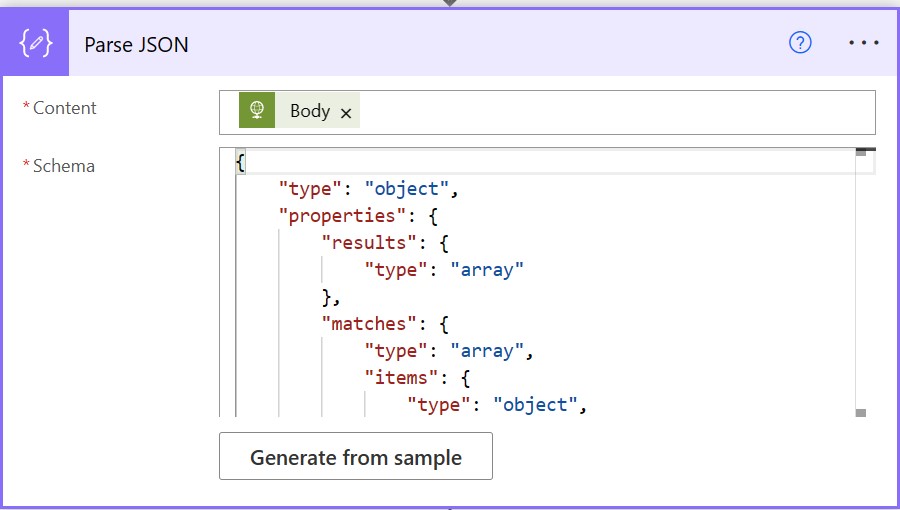 Parse JSON
* Content
Body
* Schema
{
"type": "object",
"properties": {
"results": {
"type": "array"
},
"matches": {
"type": "array",
"items": {
"type": "object",
Generate from sample